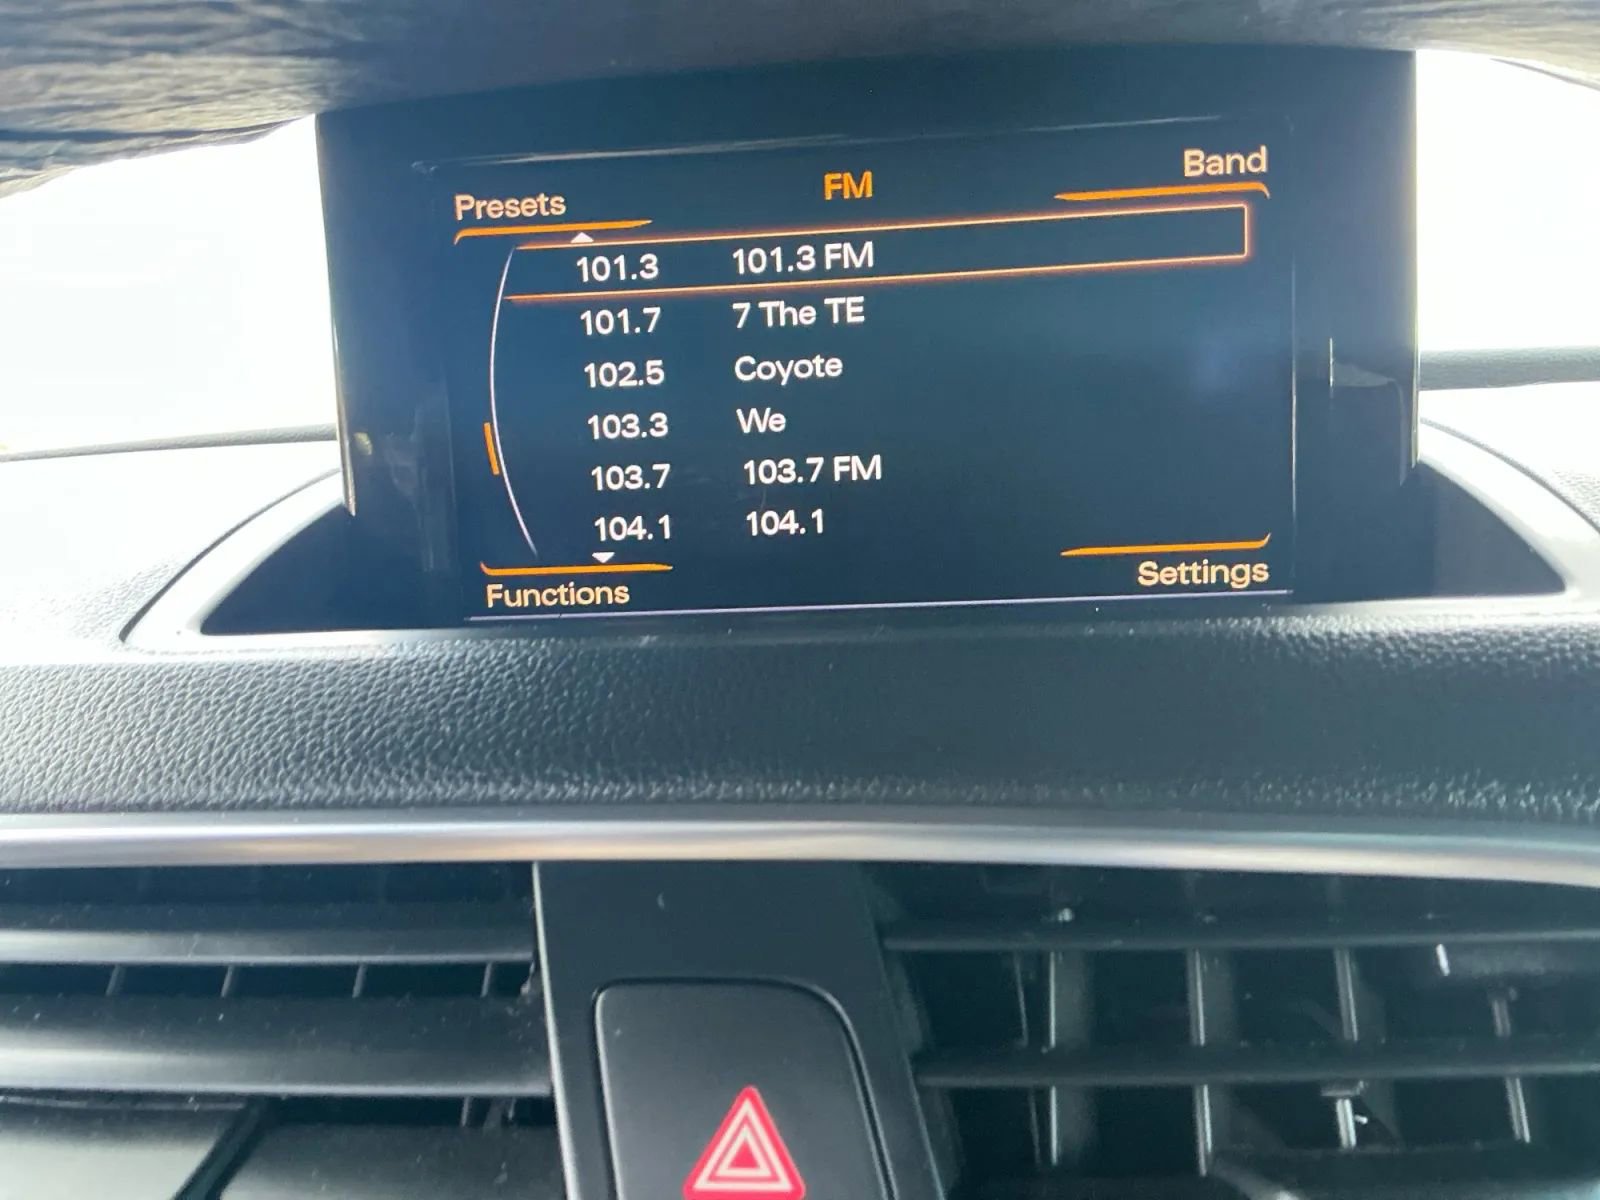 Presets FM Band
101.3 101.3 FM
101.7 7 The TE
102.5 Coyote
103.3 We
103.7 103.7 FM
104.1 104.1
Functions Settings